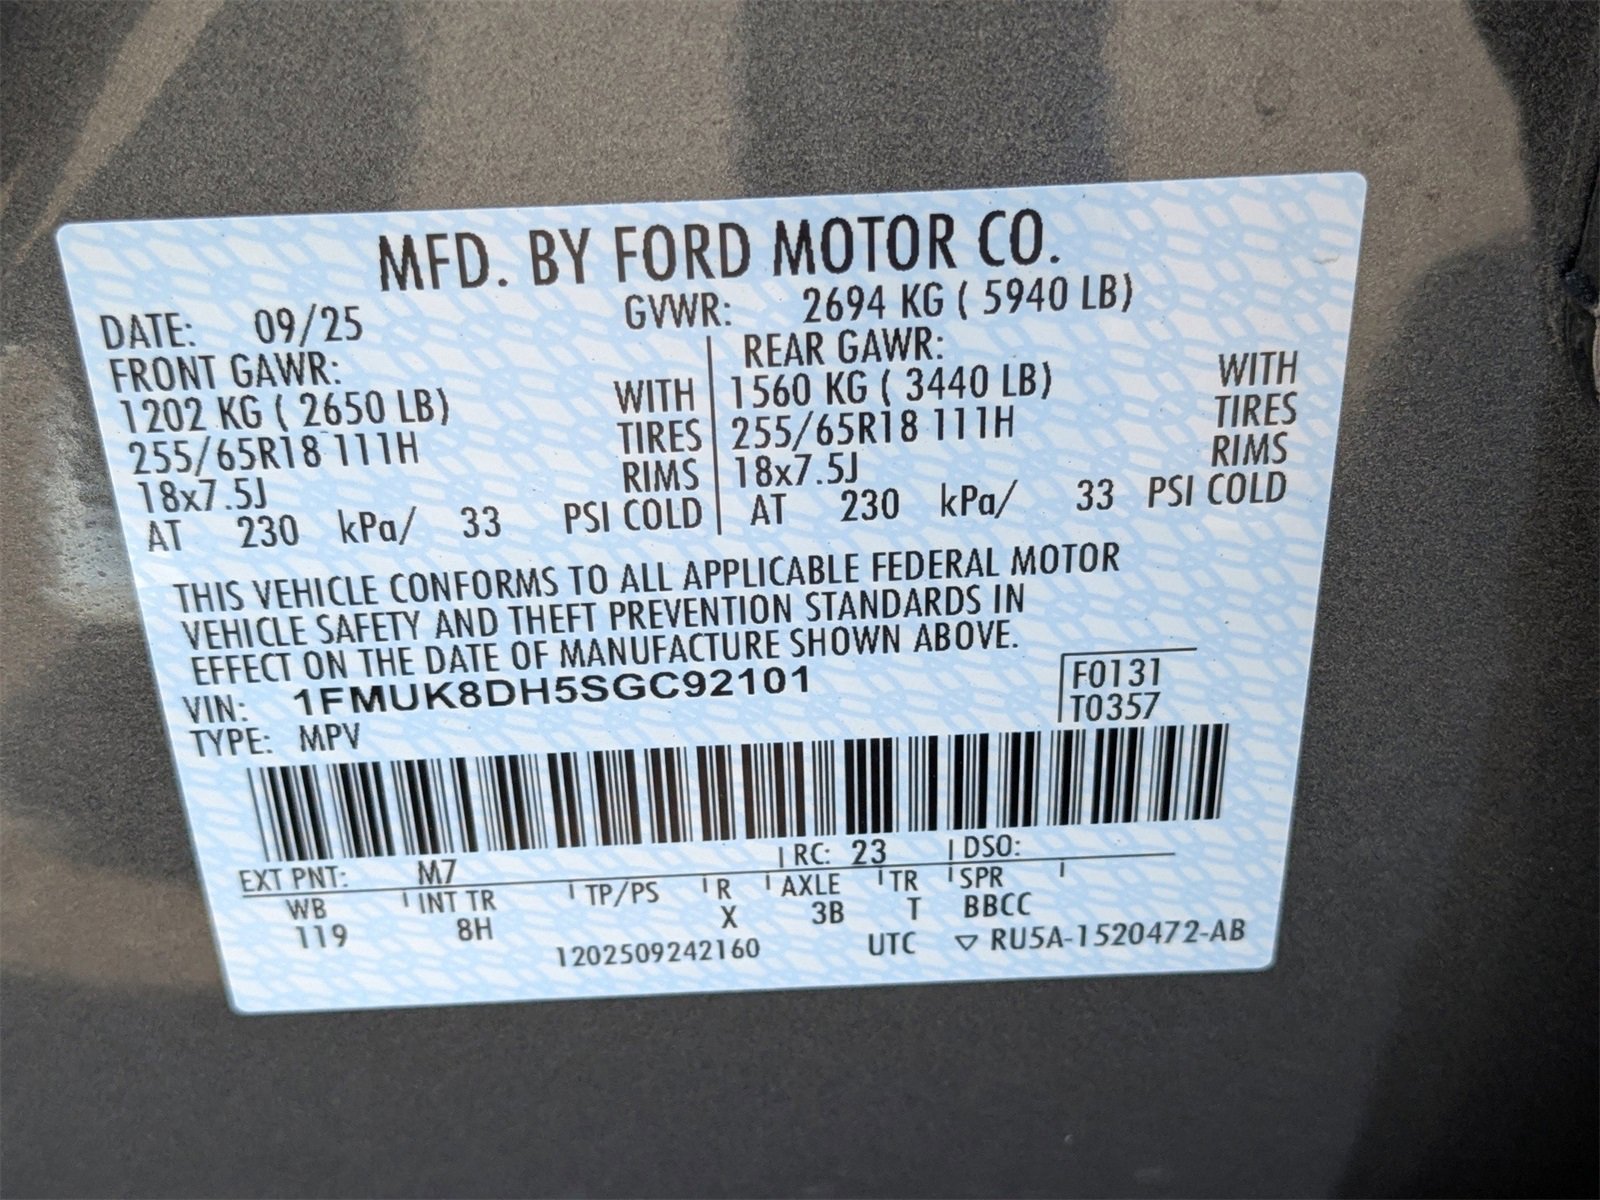 MFD. BY FORD MOTOR CO.
DATE: 09/25 GVWR: 2694 KG ( 5940 LB)
FRONT GAWR: REAR GAWR:
1202 KG ( 2650 LB) WITH 1560 KG ( 3440 LB) WITH
255/65R18 111H TIRES 255/65R18 111H TIRES
18x7.5J RIMS 18x7.5J RIMS
AT 230 kPa/ 33 PSI COLD AT 230 kPa/ 33 PSI COLD
THIS VEHICLE CONFORMS TO ALL APPLICABLE FEDERAL MOTOR
VEHICLE SAFETY AND THEFT PREVENTION STANDARDS IN
EFFECT ON THE DATE OF MANUFACTURE SHOWN ABOVE.
VIN: 1FMUK8DH5SGC92101 F0131
TYPE: MPV T0357
EXT PNT: M7 RC: 23 DSO:
WB INT TR TP/PS R AXLE TR SPR
119 8H X 3B T BBCC
1202509242160 UTC ▽ RU5A-1520472-AB